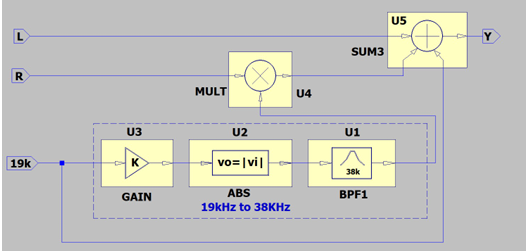 L
U5
Y
SUM3
R
MULT
U4
U3
U2
U1
19k
K
vo=|vi|
38k
GAIN
ABS
BPF1
19kHz to 38KHz